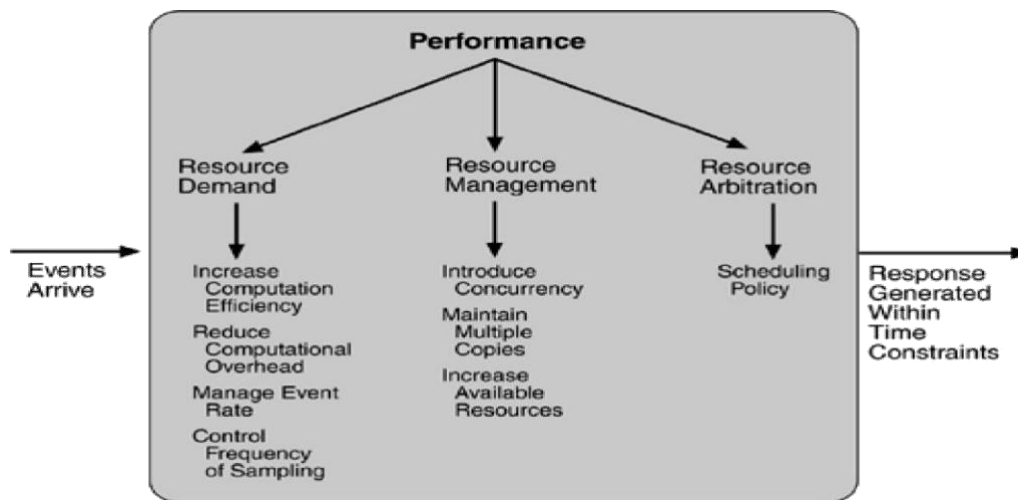 Performance
Resource
Demand
Resource
Management
Resource
Arbitration
Events
Arrive
Increase
Computation
Efficiency
Reduce
Computational
Overhead
Manage Event
Rate
Control
Frequency
of Sampling
Introduce
Concurrency
Maintain
Multiple
Copies
Increase
Available
Resources
Scheduling
Policy
Response
Generated
Within
Time
Constraints